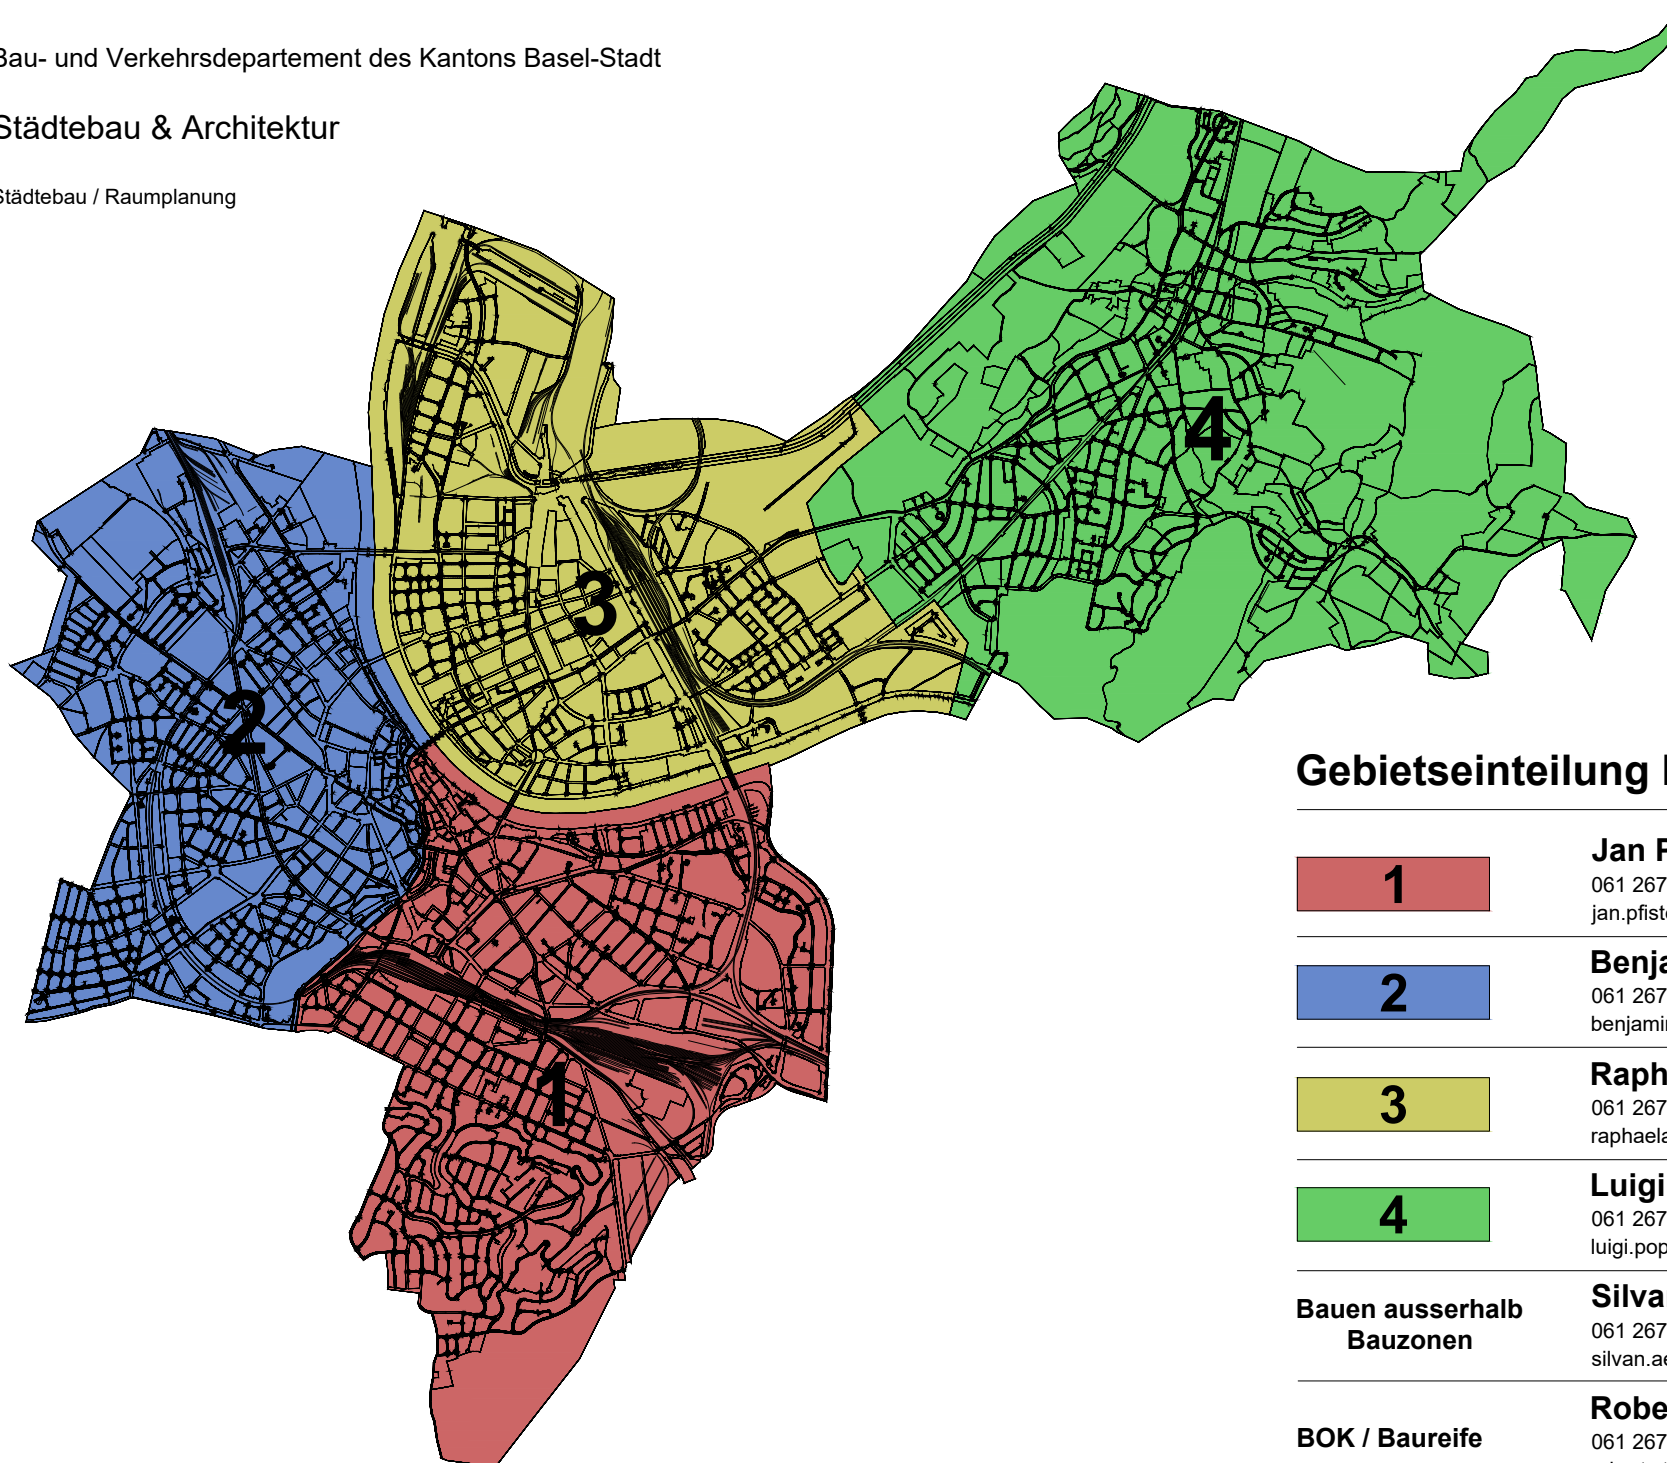 Bau- und Verkehrsdepartement des Kantons Basel-Stadt
Städtebau & Architektur
Städtebau / Raumplanung
4
3
2
1
Gebietseinteilung
1
Jan
061 267
2
061 267
3
061 267
4
Luigi
061 267
Bauen ausserhalb
Bauzonen
061 267
BOK / Baureife
061 267